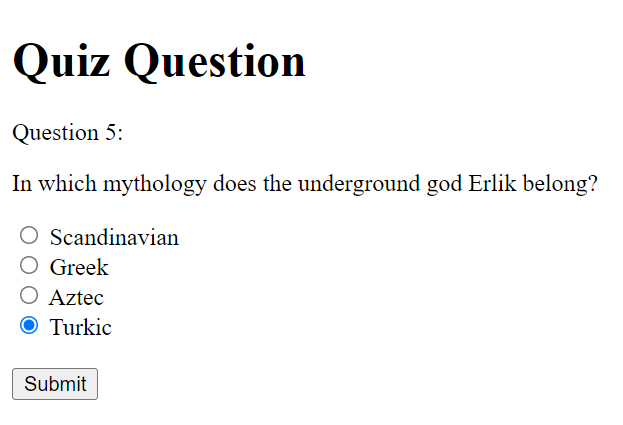 Quiz Question
Question 5:
In which mythology does the underground god Erlik belong?
Scandinavian
Greek
Aztec
Turkic
Submit